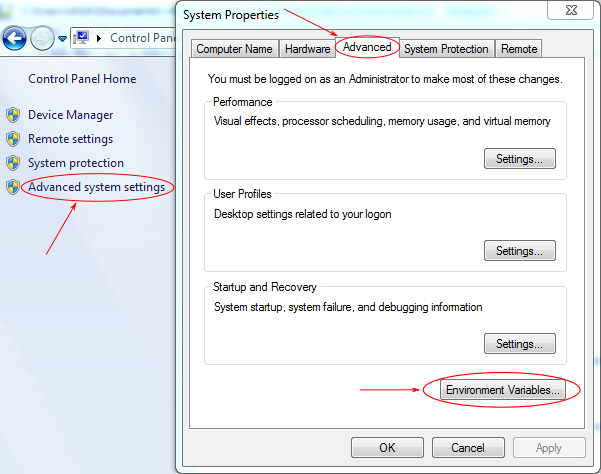 System Properties
Control Pane
Computer Name Hardware Advanced System Protection Remote
Control Panel Home
You must be logged on as an Administrator to make most of these changes.
Device Manager
Remote settings
System protection
Advanced system settings
Performance
Visual effects, processor scheduling, memory usage, and virtual memory
Settings...
User Profiles
Desktop settings related to your logon
Settings...
Startup and Recovery
System startup, system failure, and debugging information
Settings...
Environment Variables...
OK Cancel Apply